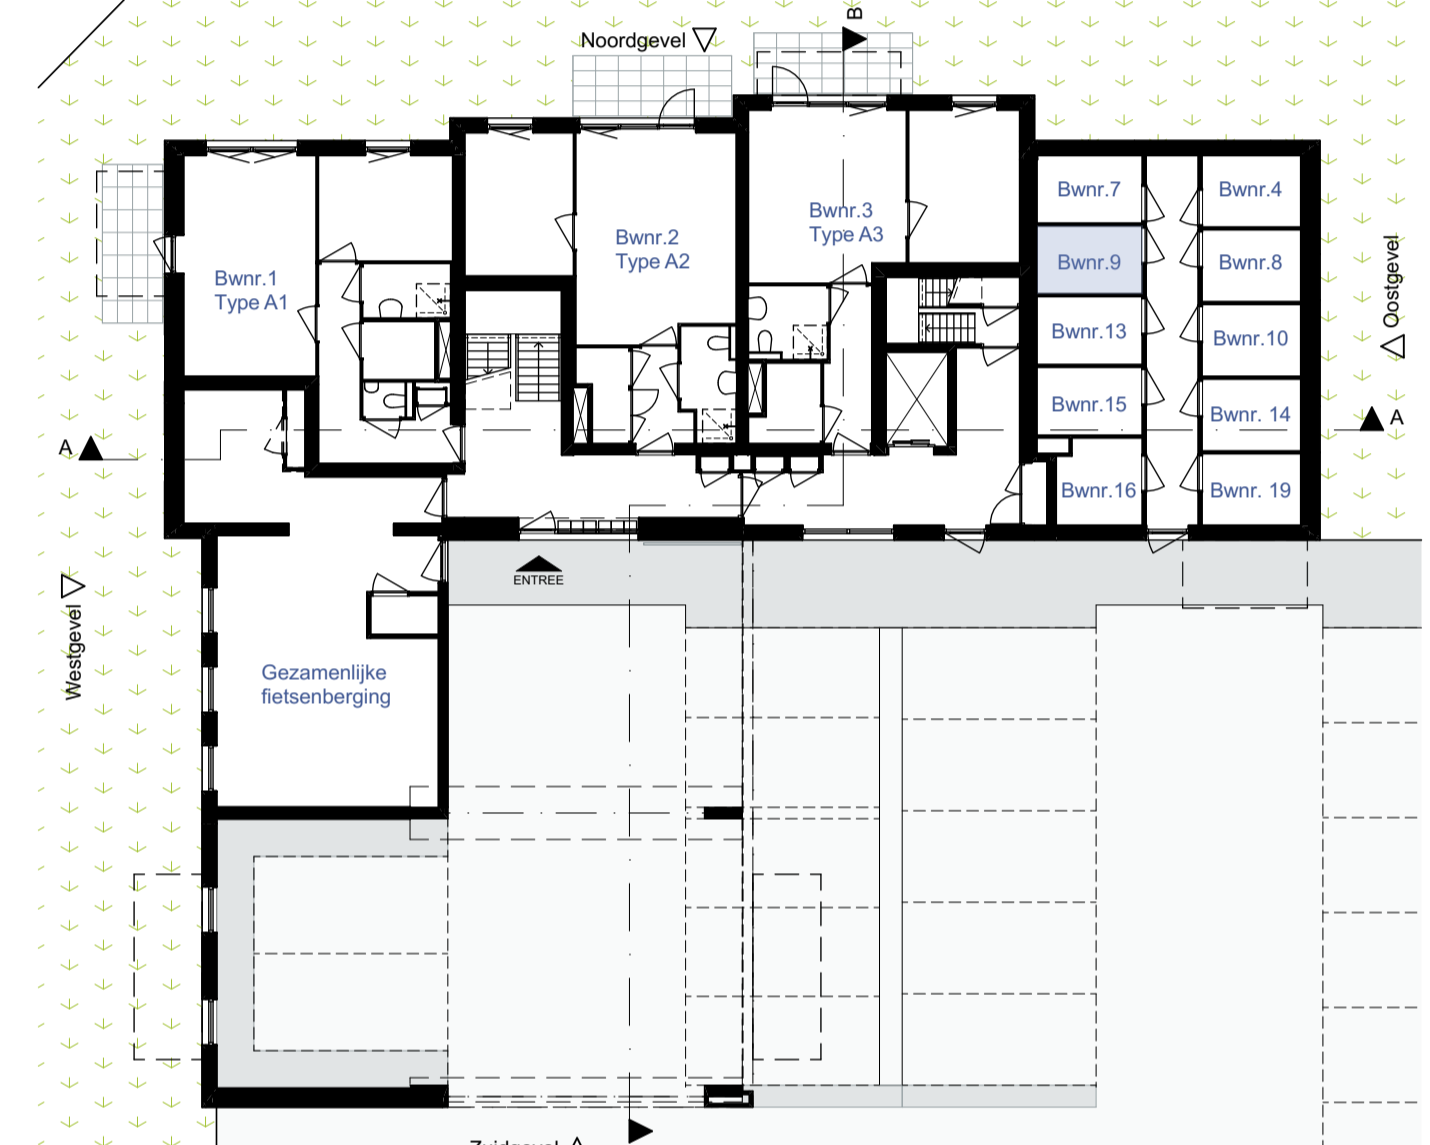 B
Noordgevel
Bwnr.7
Bwnr.4
Bwnr.3
Type A3
Bwnr.2
Type A2
Bwnr.9
Bwnr.8
Bwnr.1
Type A1
Oostgevel
Bwnr.13
Bwnr.10
Bwnr.15
Bwnr. 14
A
A
Bwnr.16
Bwnr. 19
ENTREE
Westgevel
Gezamenlijke
fietsenberging
Zuidgevel